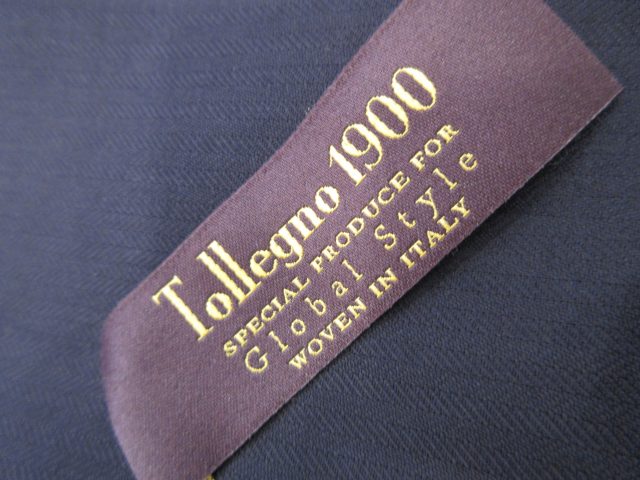 Tollegno 1900
SPECIAL PRODUCE FOR
Global Style
WOVEN IN ITALY